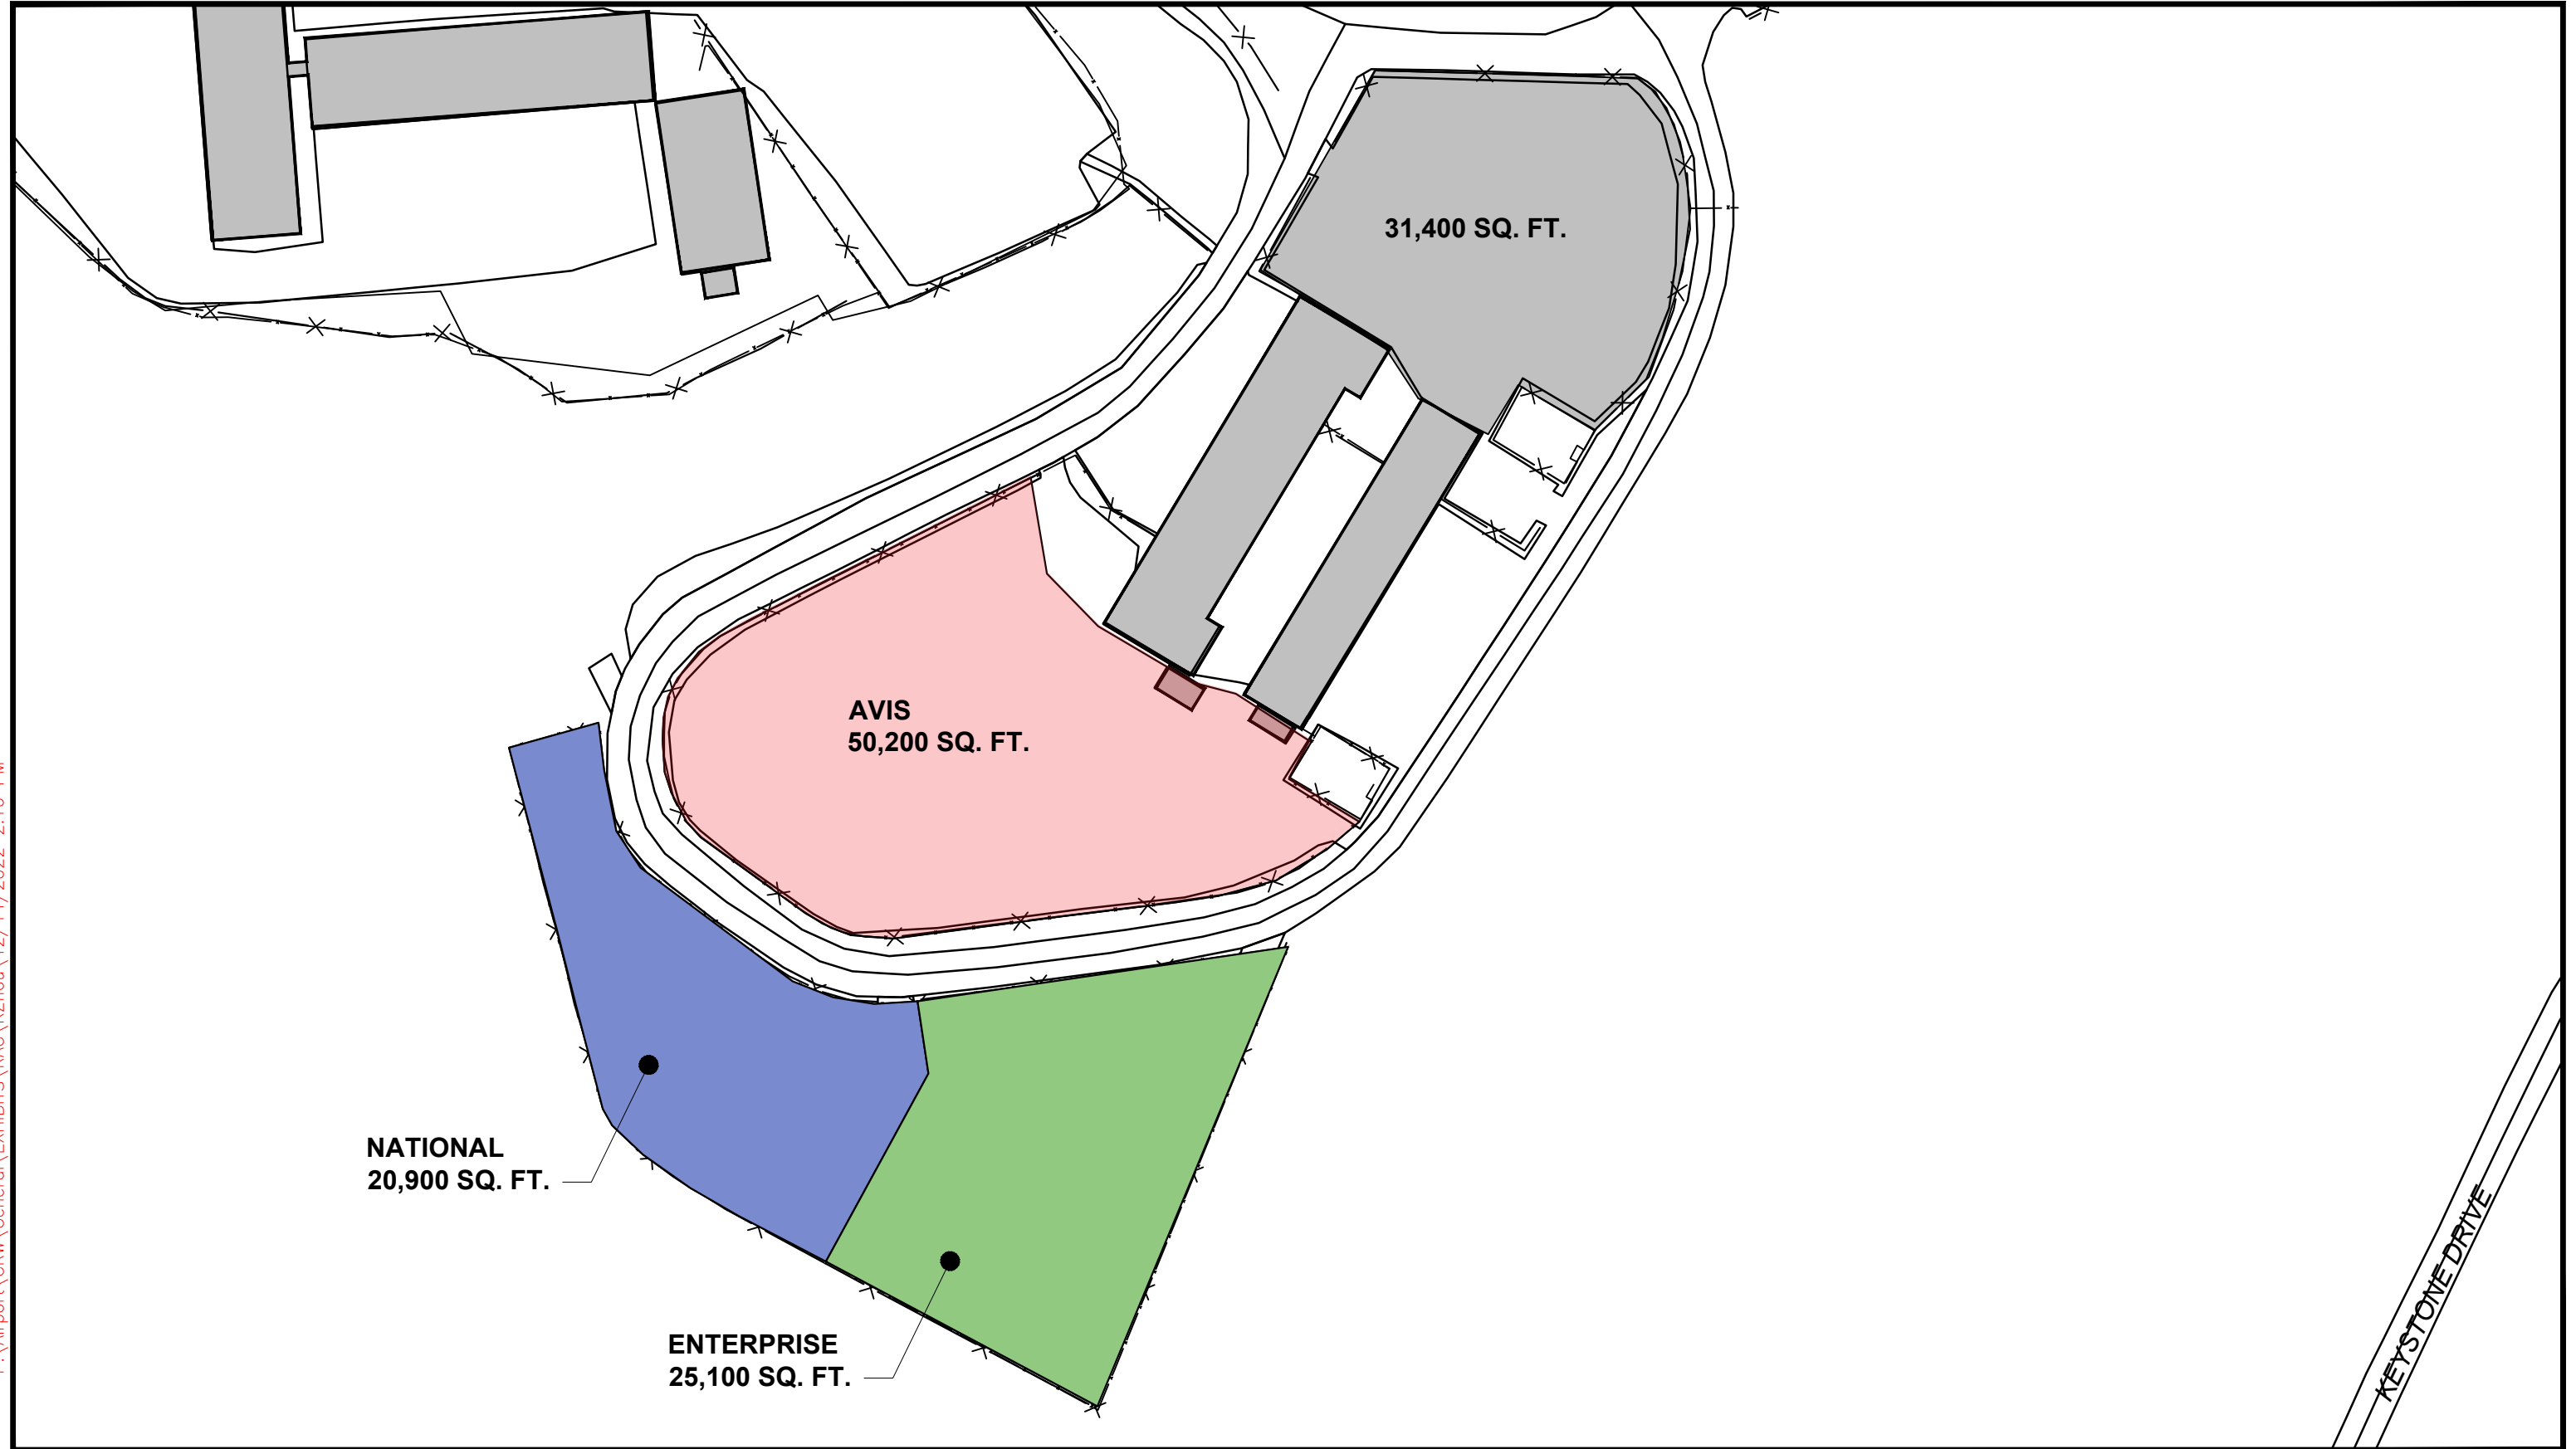 31,400 SQ. FT.
AVIS
50,200 SQ. FT.
NATIONAL
20,900 SQ. FT.
ENTERPRISE
25,100 SQ. FT.
KEYSTONE DRIVE